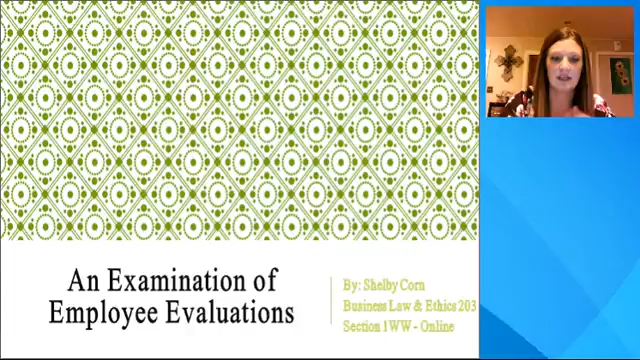 An Examination of
Employee Evaluations
By: Shelby Corn
Business Law & Ethics 203
Section 1WW - Online